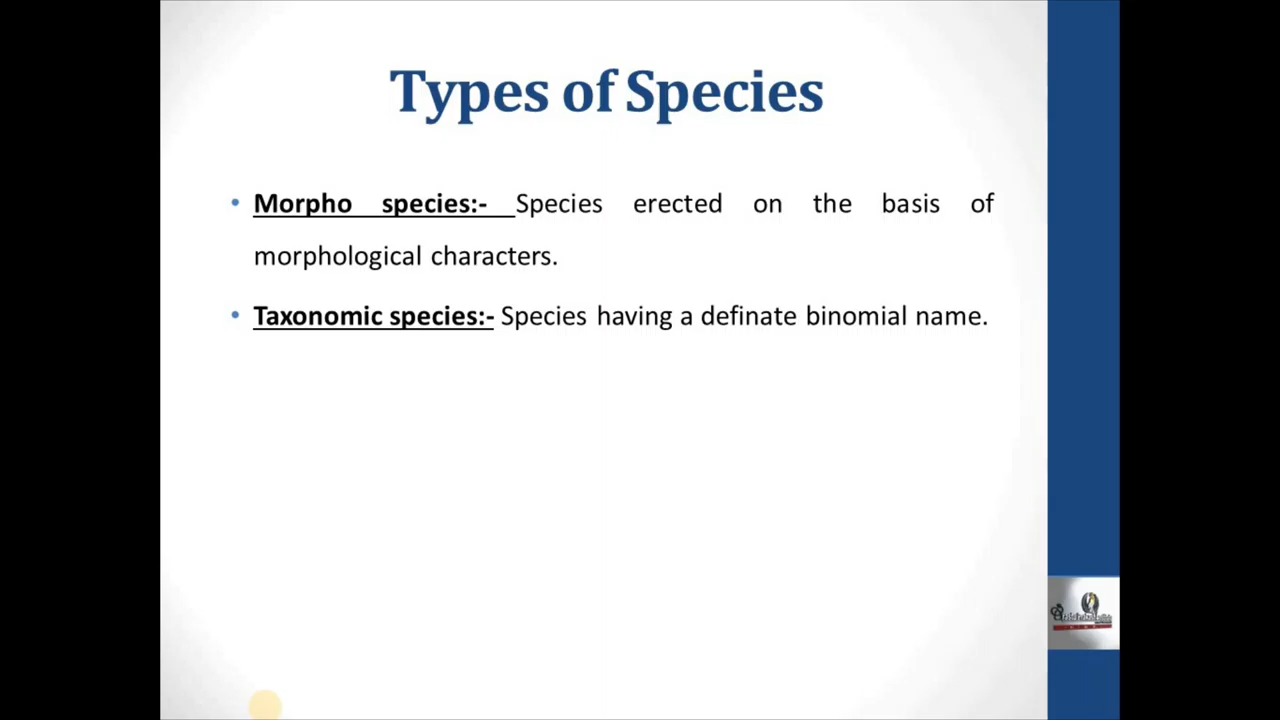 Types of Species
• Morpho species:- Species erected on the basis of
morphological characters.
• Taxonomic species:- Species having a definate binomial name.